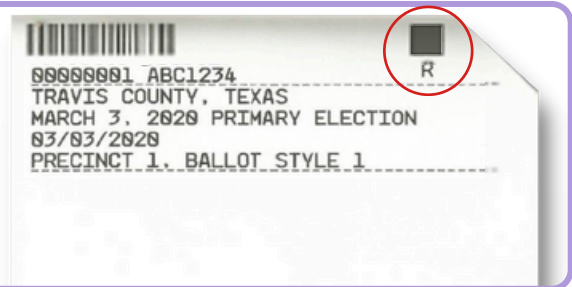 00000001 ABC1234
R
TRAVIS COUNTY, TEXAS
MARCH 3, 2020 PRIMARY ELECTION
03/03/2020
PRECINCT 1, BALLOT STYLE 1